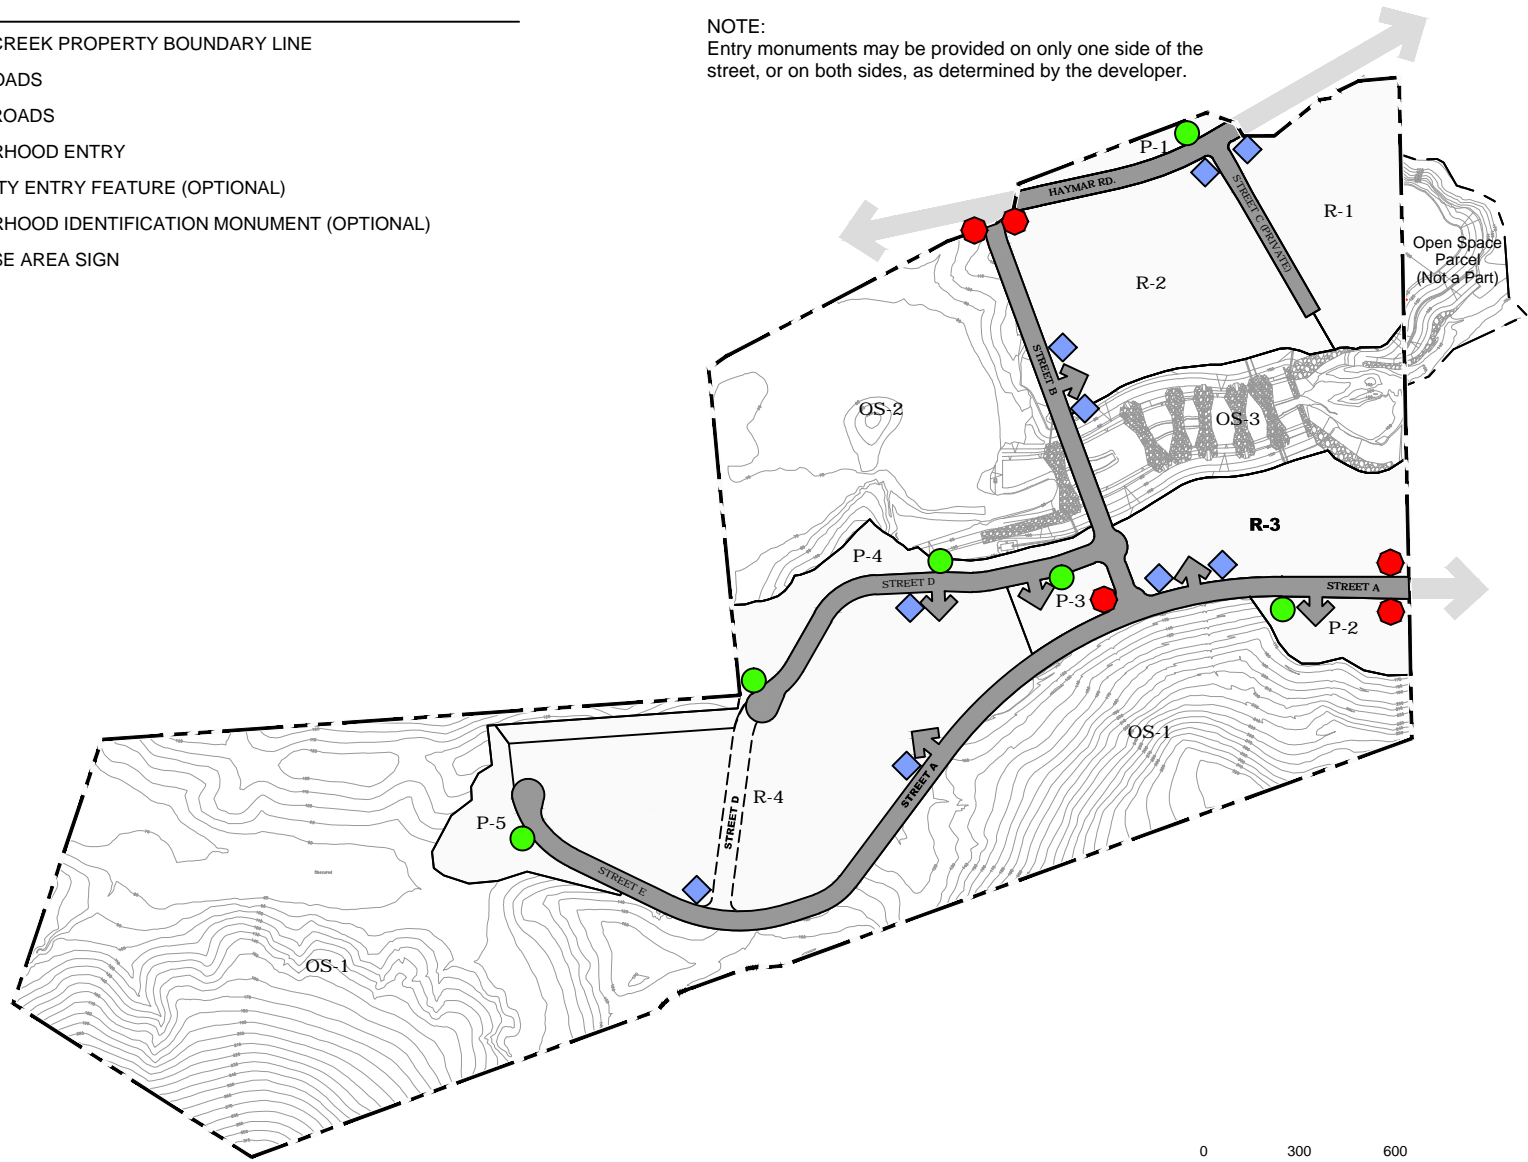 CREEK PROPERTY BOUNDARY LINE
OADS
ROADS
RHOOD ENTRY
TY ENTRY FEATURE (OPTIONAL)
RHOOD IDENTIFICATION MONUMENT (OPTIONAL)
SE AREA SIGN
NOTE:
Entry monuments may be provided on only one side of the
street, or on both sides, as determined by the developer.
P-1
HAYMAR RD.
STREET C (PRIVATE)
R-1
Open Space
Parcel
(Not a Part)
R-2
STREET B
OS-2
OS-3
R-3
P-4
STREET D
P-3
STREET A
P-2
OS-1
STREET A
R-4
STREET D
P-5
STREET E
OS-1
0 300 600